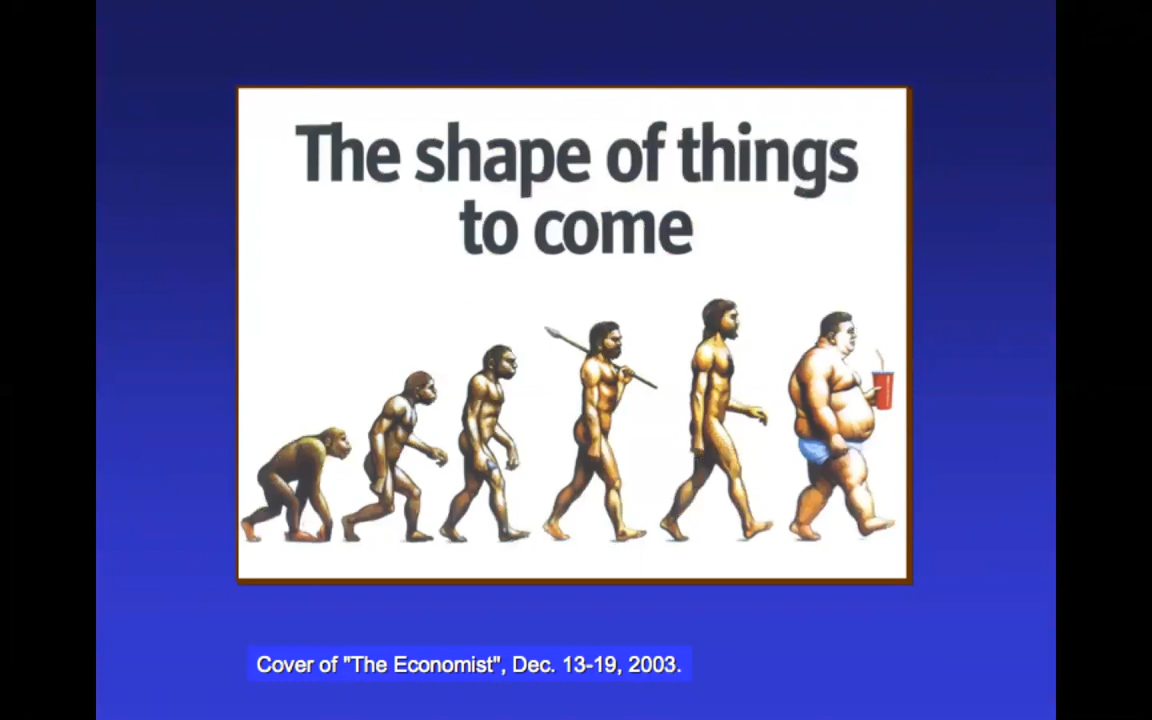 The shape of things
to come
Cover of "The Economist", Dec. 13-19, 2003.